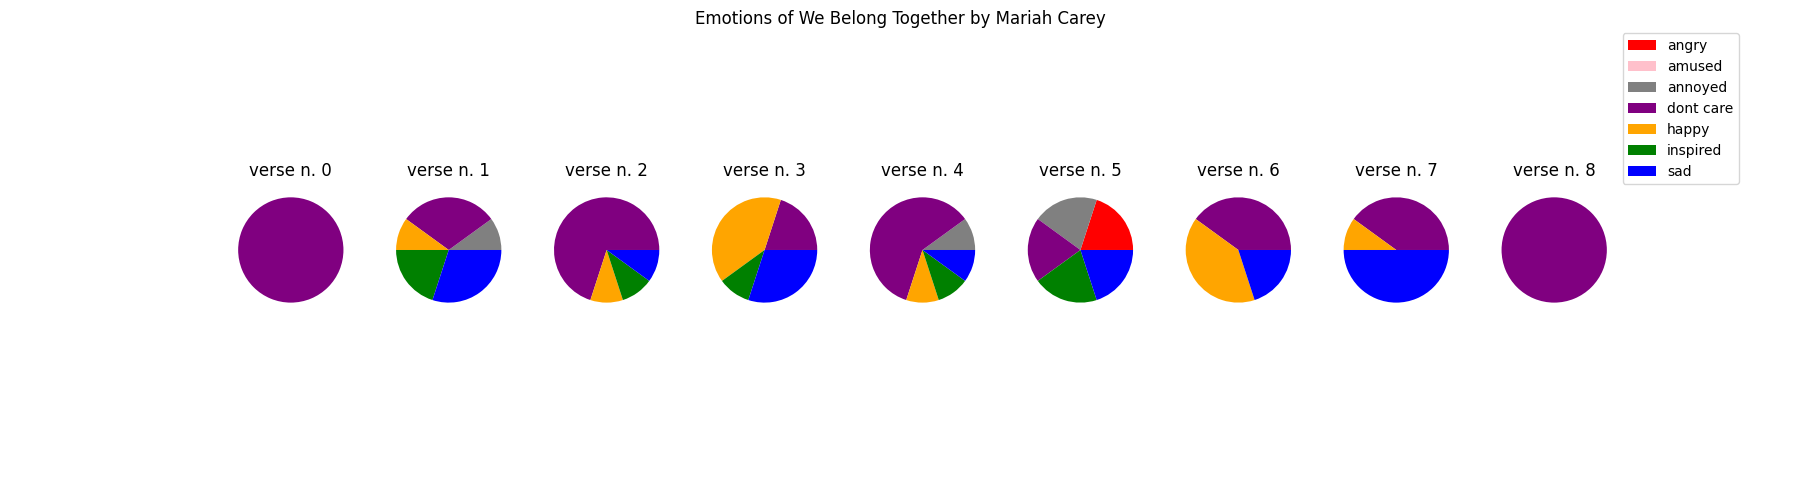 Emotions of We Belong Together by Mariah Carey
angry
amused
annoyed
dont care
happy
inspired
sad
verse n. 0
verse n. 1
verse n. 2
verse n. 3
verse n. 4
verse n. 5
verse n. 6
verse n. 7
verse n. 8